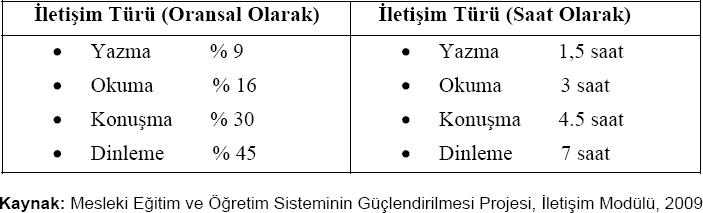 İletişim Türü (Oransal Olarak) İletişim Türü (Saat Olarak)
• Yazma % 9 • Yazma 1,5 saat
• Okuma % 16 • Okuma 3 saat
• Konuşma % 30 • Konuşma 4.5 saat
• Dinleme % 45 • Dinleme 7 saat
Kaynak: Mesleki Eğitim ve Öğretim Sisteminin Güçlendirilmesi Projesi, İletişim Modülü, 2009